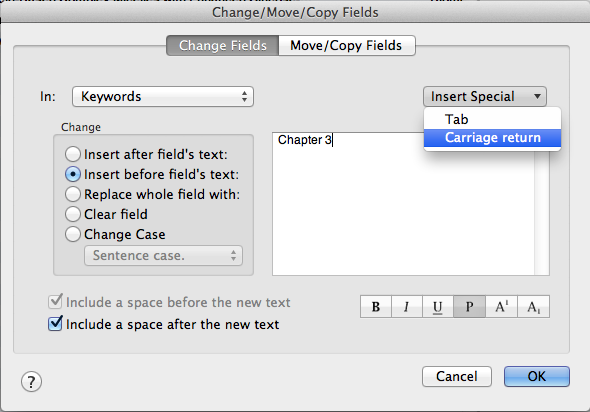 Change/Move/Copy Fields
Change Fields
Move/Copy Fields
In:
Keywords
Insert Special
Tab
Carriage return
Change
Insert after field's text:
Insert before field's text:
Replace whole field with:
Clear field
Change Case
Sentence case.
Chapter 3
Include a space before the new text
Include a space after the new text
B I U P A¹ A₁
?
Cancel
OK